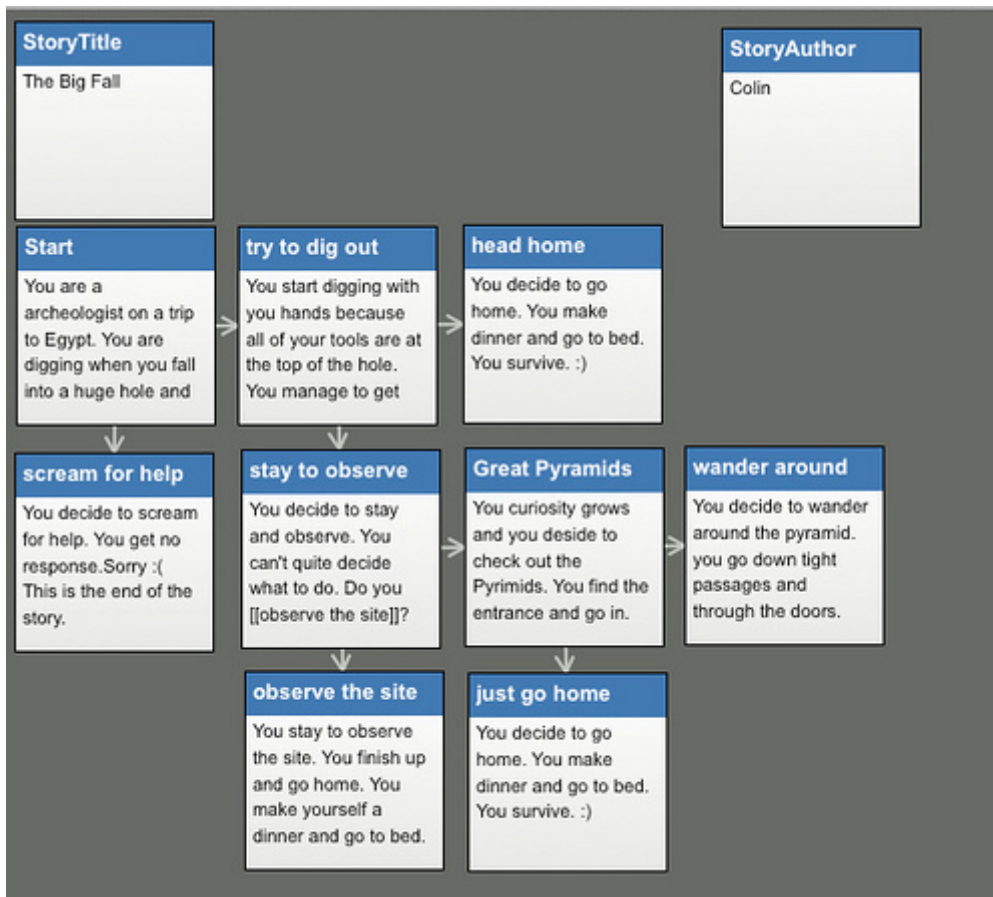 StoryTitle
The Big Fall
StoryAuthor
Colin
Start
You are a
archeologist on a trip
to Egypt. You are
digging when you fall
into a huge hole and
try to dig out
You start digging with
you hands because
all of your tools are at
the top of the hole.
You manage to get
head home
You decide to go
home. You make
dinner and go to bed.
You survive. :)
scream for help
You decide to scream
for help. You get no
response.Sorry :(
This is the end of the
story.
stay to observe
You decide to stay
and observe. You
can't quite decide
what to do. Do you
[[observe the site]]?
Great Pyramids
You curiosity grows
and you deside to
check out the
Pyrimids. You find the
entrance and go in.
wander around
You decide to wander
around the pyramid.
you go down tight
passages and
through the doors.
observe the site
You stay to observe
the site. You finish up
and go home. You
make yourself a
dinner and go to bed.
just go home
You decide to go
home. You make
dinner and go to bed.
You survive. :)